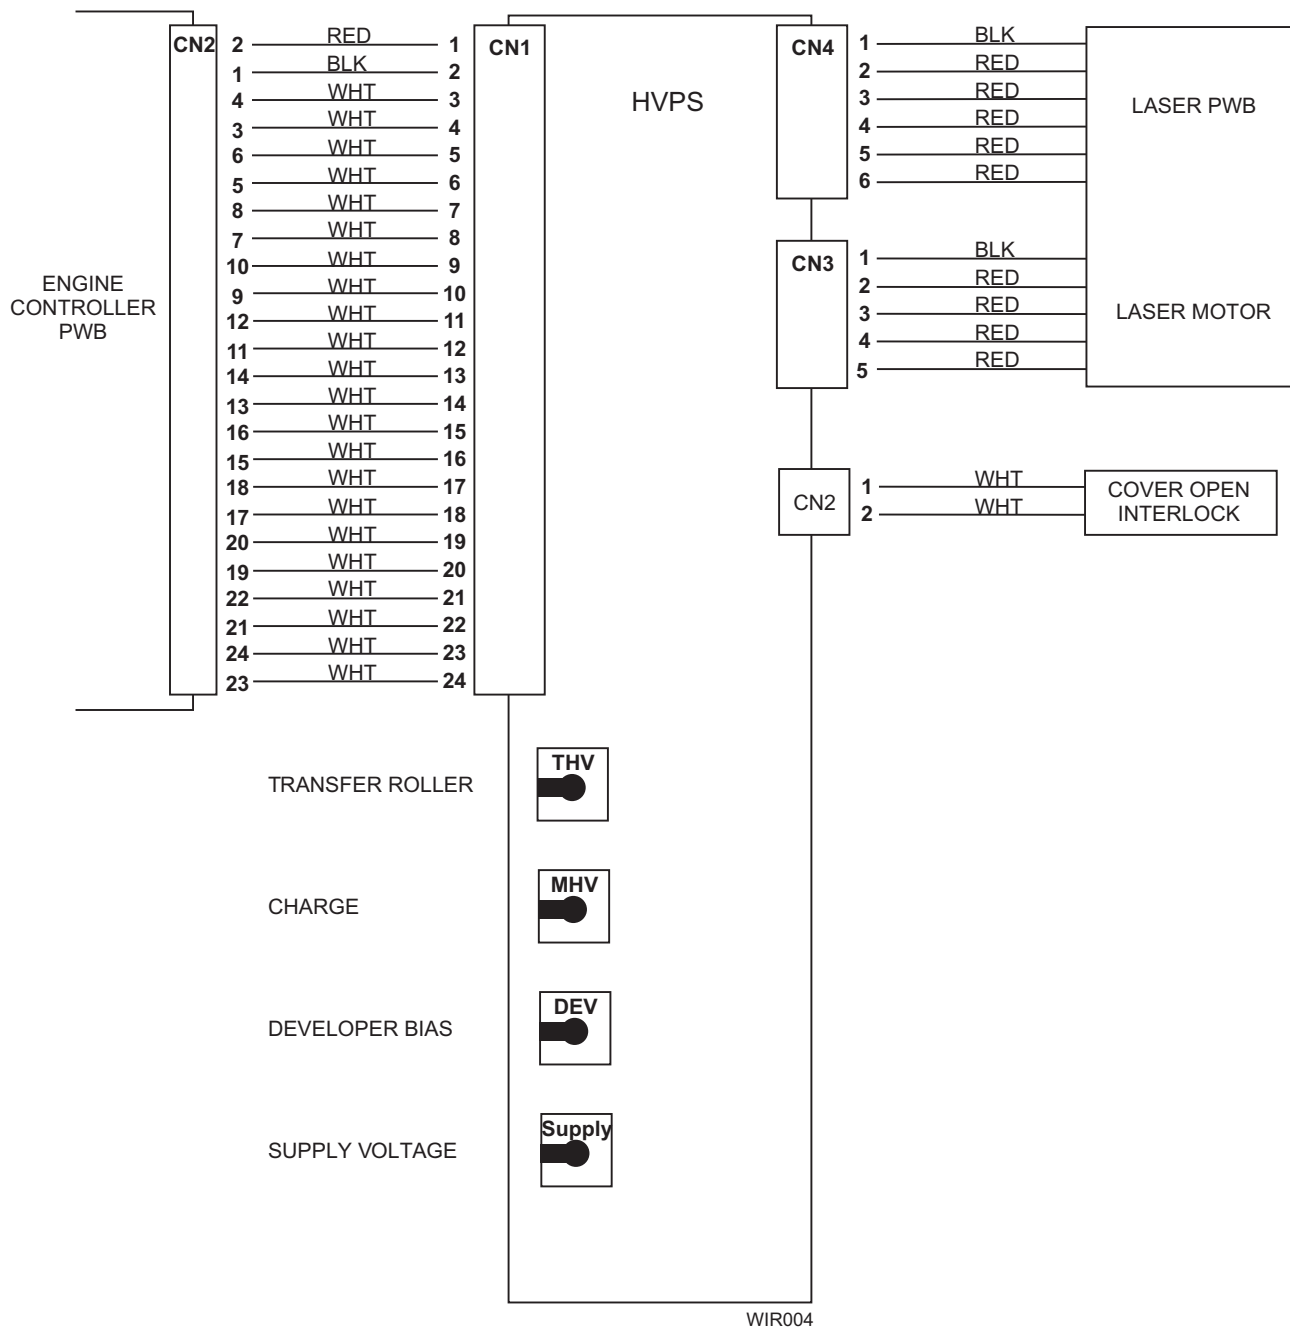 CN2 2 RED 1 CN1
1 BLK 2
4 WHT 3
3 WHT 4
6 WHT 5
5 WHT 6
8 WHT 7
7 WHT 8
10 WHT 9
9 WHT 10
12 WHT 11
11 WHT 12
14 WHT 13
13 WHT 14
16 WHT 15
15 WHT 16
18 WHT 17
17 WHT 18
20 WHT 19
19 WHT 20
22 WHT 21
21 WHT 22
24 WHT 23
23 WHT 24
ENGINE
CONTROLLER
PWB
HVPS
CN4 1 BLK
2 RED
3 RED
4 RED
5 RED
6 RED
LASER PWB
CN3 1 BLK
2 RED
3 RED
4 RED
5 RED
LASER MOTOR
CN2 1 WHT
2 WHT
COVER OPEN
INTERLOCK
TRANSFER ROLLER THV
CHARGE MHV
DEVELOPER BIAS DEV
SUPPLY VOLTAGE Supply
WIR004